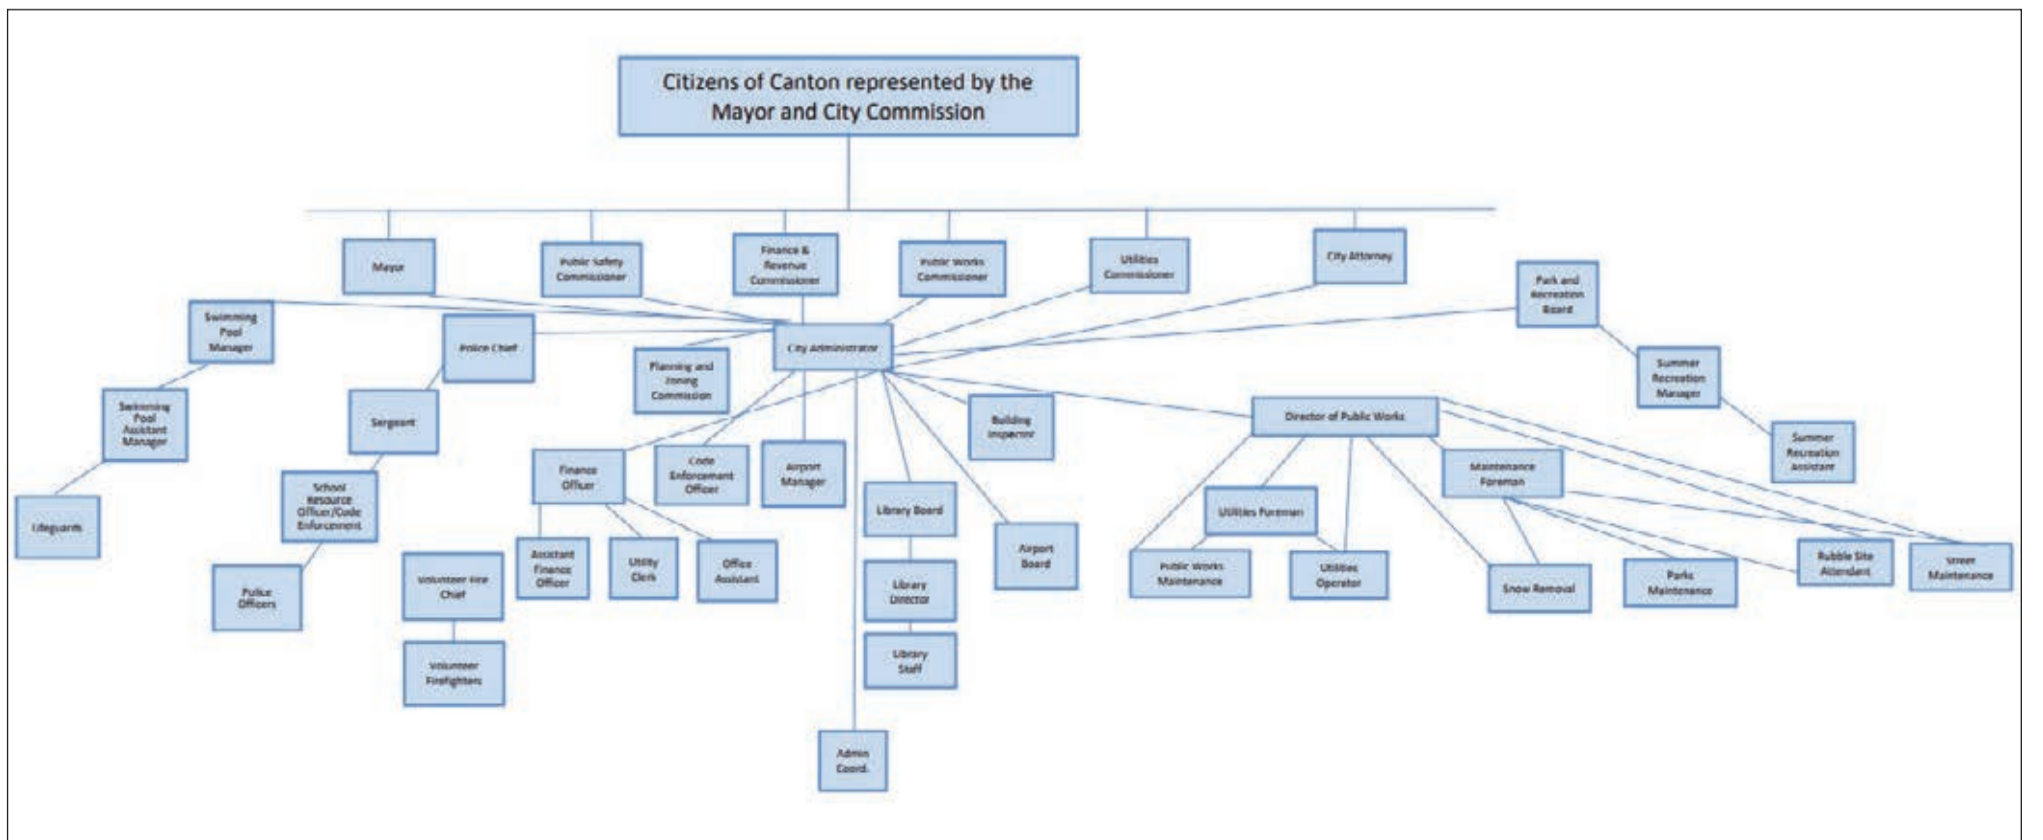 Citizens of Canton represented by the
Mayor and City Commission
Mayor
Public Safety
Commissioner
Finance &
Revenue
Commissioner
Public Works
Commissioner
Utilities
Commissioner
City Attorney
Park and
Recreation
Board
Swimming
Pool
Manager
Police Chief
City Administrator
Planning and
Zoning
Commission
Summer
Recreation
Manager
Swimming
Pool
Assistant
Manager
Sergeant
Building
Inspector
Director of Public Works
Summer
Recreation
Assistant
Finance
Officer
Code
Enforcement
Officer
Airport
Manager
Maintenance
Foreman
Lifeguards
School
Resource
Officer/Code
Enforcement
Library Board
Utilities Foreman
Airport
Board
Assistant
Finance
Officer
Utility
Clerk
Office
Assistant
Public Works
Maintenance
Utilities
Operator
Snow Removal
Parks
Maintenance
Rubble Site
Attendant
Street
Maintenance
Police
Officers
Volunteer Fire
Chief
Library
Director
Volunteer
Firefighters
Library
Staff
Admin
Coord.